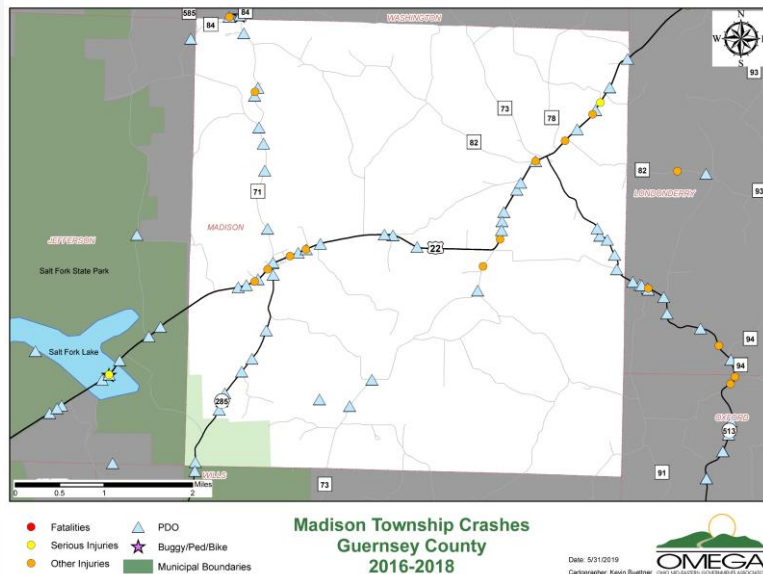 585
84
84
WASHINGTON
N
W
S
93
73
78
82
82
LONDONDERRY
93
71
MADISON
JEFFERSON
22
Salt Fork State Park
Salt Fork Lake
94
94
285
OXFORD
513
WILLS
73
91
Miles
0 0.5 1 2
Fatalities
Serious Injuries
Other Injuries
PDO
Buggy/Ped/Bike
Municipal Boundaries
Madison Township Crashes
Guernsey County
2016-2018
Date: 5/31/2019
Cartographer: Kevin Buettner
OMEGA